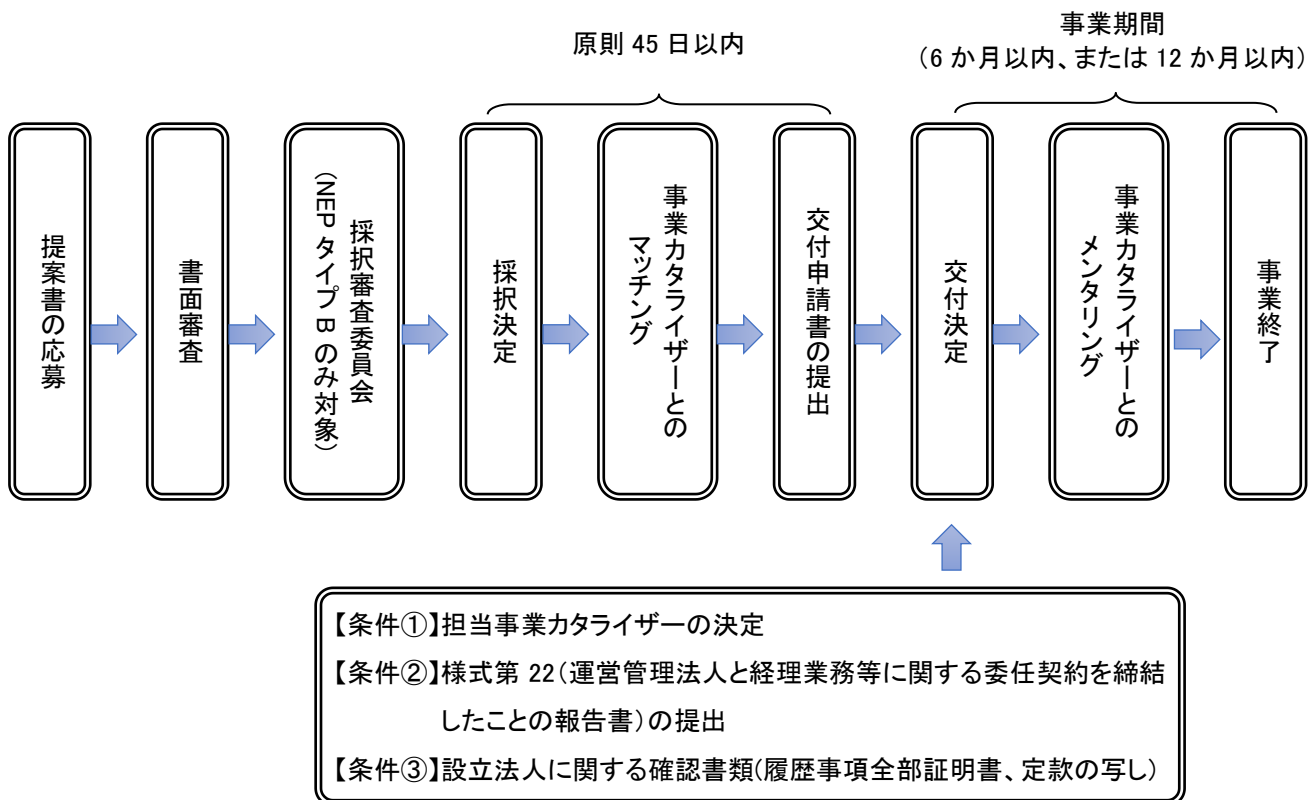 原則 45 日以内
事業期間
(6 か月以内、または 12 か月以内)
提案書の応募
書面審査
採択審査委員会
(NEP タイプ B のみ対象)
採択決定
事業カタライザーとの
マッチング
交付申請書の提出
交付決定
事業カタライザーとの
メンタリング
事業終了
【条件①】担当事業カタライザーの決定
【条件②】様式第 22(運営管理法人と経理業務等に関する委任契約を締結
したことの報告書)の提出
【条件③】設立法人に関する確認書類(履歴事項全部証明書、定款の写し)